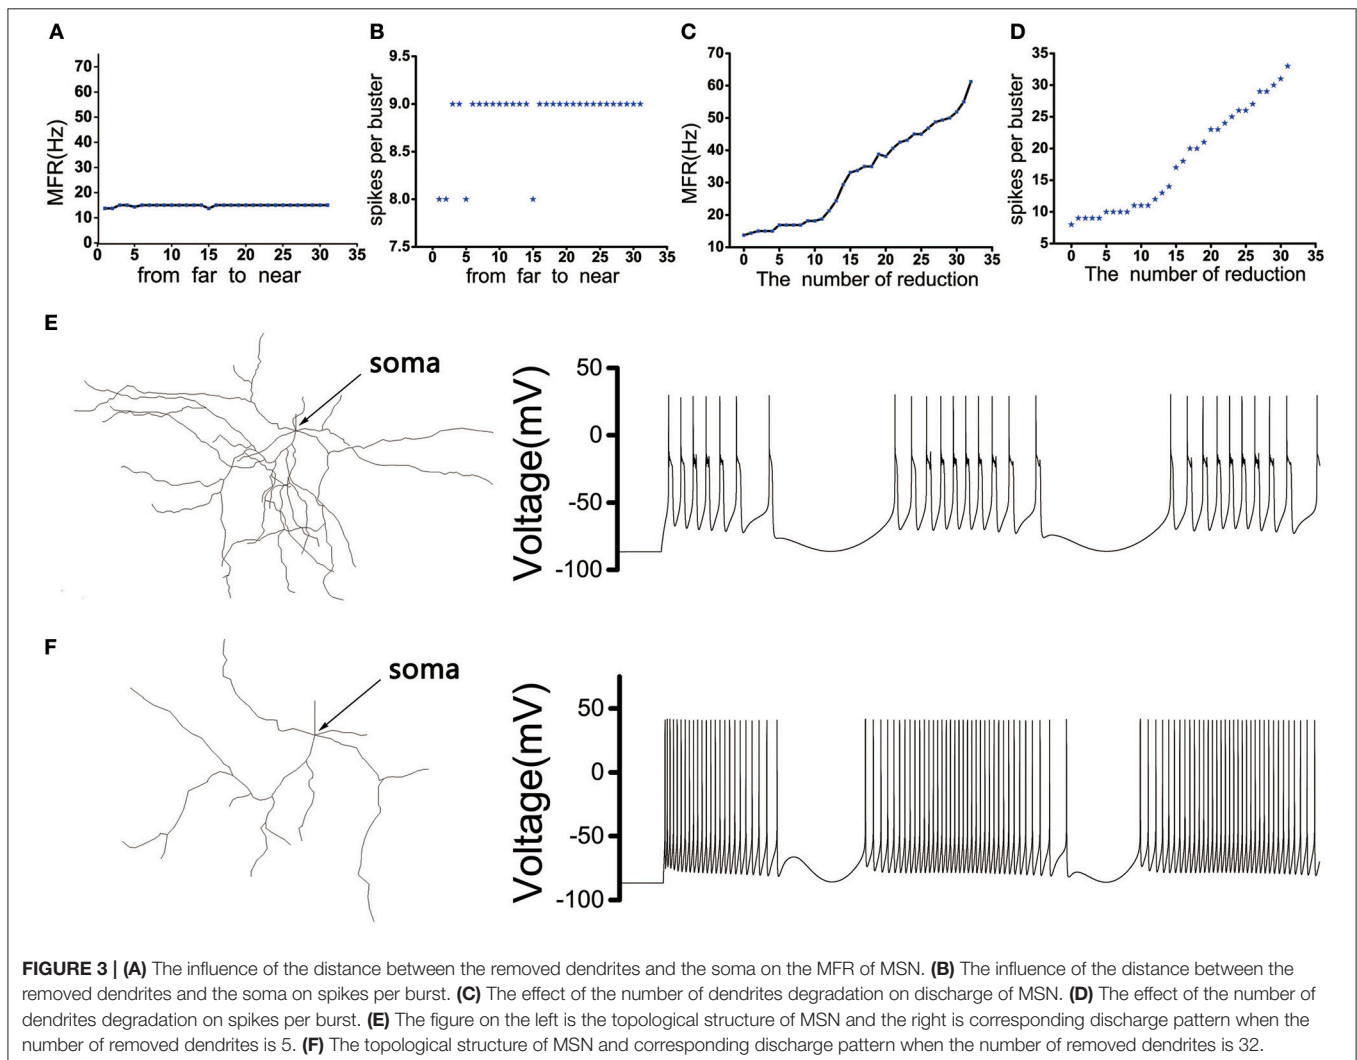 A
MFR(Hz)
70
60
50
40
30
20
10
0
0 5 10 15 20 25 30 35
from far to near
B
spikes per buster
9.5
9.0
8.5
8.0
7.5
0 5 10 15 20 25 30 35
from far to near
C
MFR(Hz)
70
60
50
40
30
20
10
0 5 10 15 20 25 30 35
The number of reduction
D
spikes per buster
35
30
25
20
15
10
5
0 5 10 15 20 25 30 35
The number of reduction
E
soma
Voltage(mV)
50
0
-50
-100
F
soma
Voltage(mV)
50
0
-50
-100
FIGURE 3 | (A) The influence of the distance between the removed dendrites and the soma on the MFR of MSN. (B) The influence of the distance between the
removed dendrites and the soma on spikes per burst. (C) The effect of the number of dendrites degradation on discharge of MSN. (D) The effect of the number of
dendrites degradation on spikes per burst. (E) The figure on the left is the topological structure of MSN and the right is corresponding discharge pattern when the
number of removed dendrites is 5. (F) The topological structure of MSN and corresponding discharge pattern when the number of removed dendrites is 32.